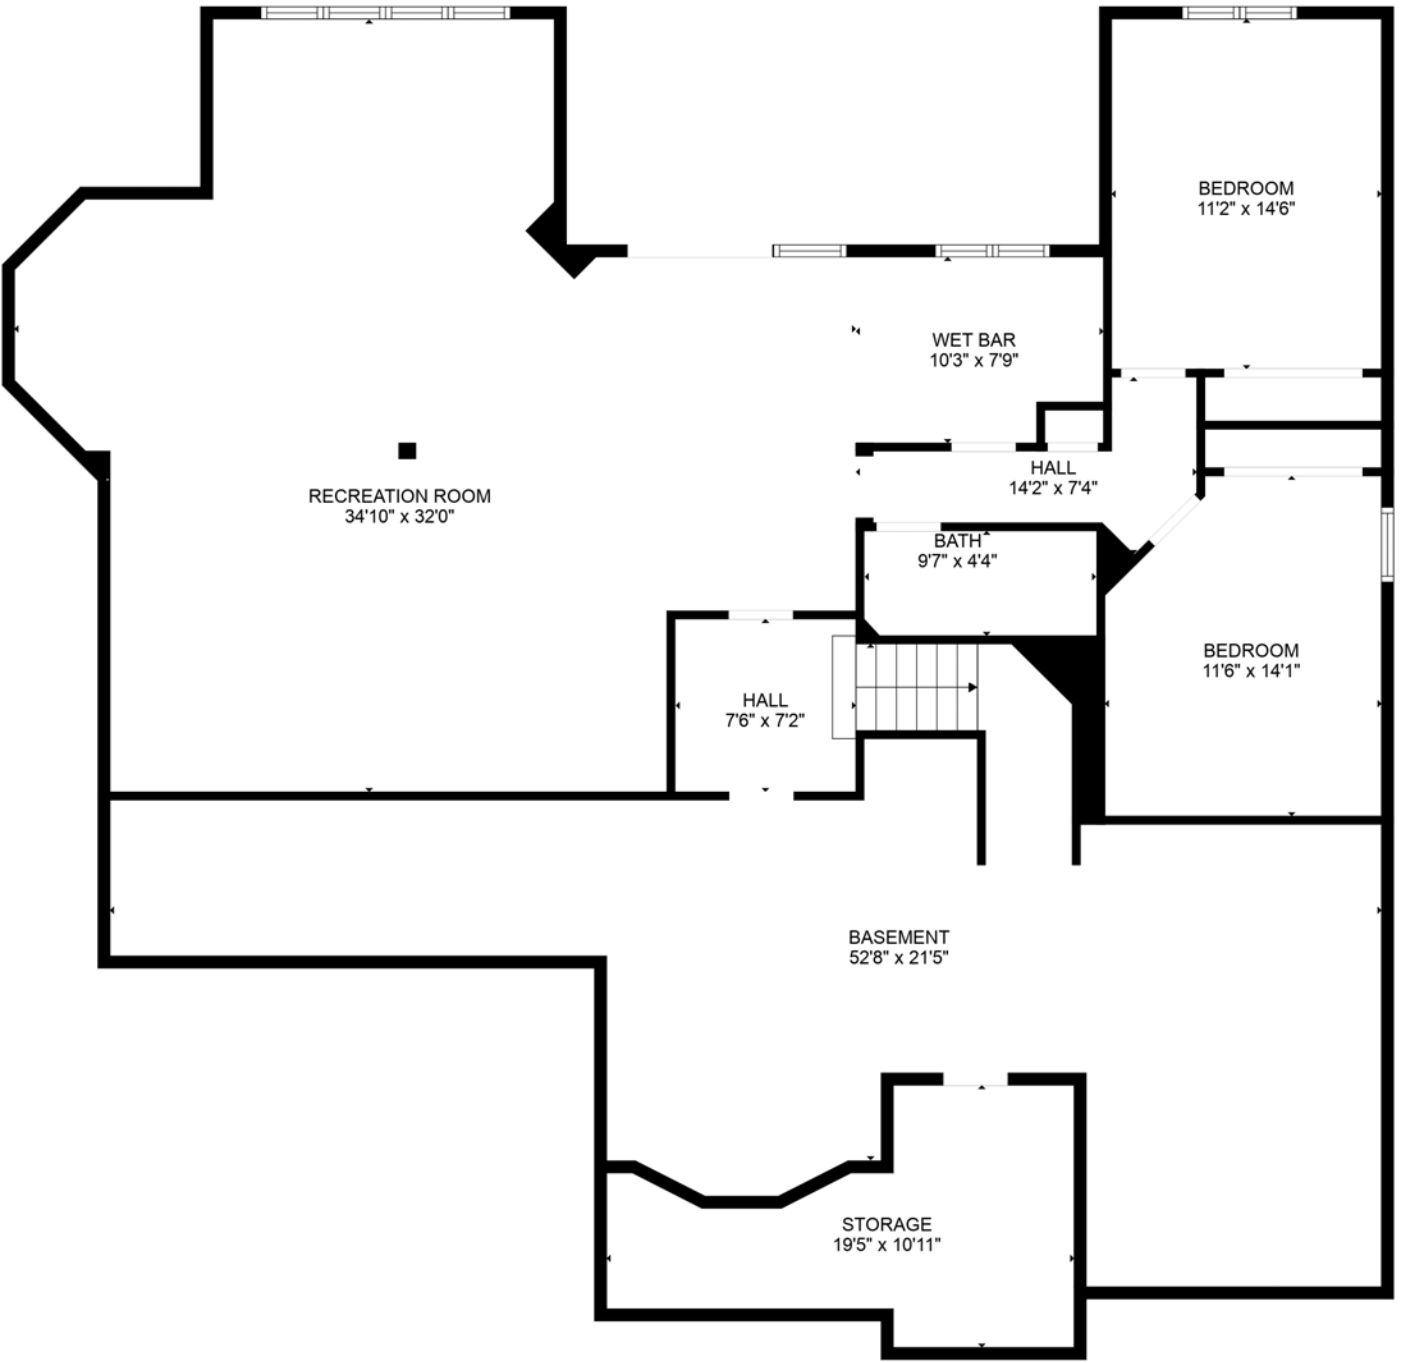 BEDROOM
11'2" x 14'6"
WET BAR
10'3" x 7'9"
HALL
14'2" x 7'4"
RECREATION ROOM
34'10" x 32'0"
BATH
9'7" x 4'4"
BEDROOM
11'6" x 14'1"
HALL
7'6" x 7'2"
BASEMENT
52'8" x 21'5"
STORAGE
19'5" x 10'11"